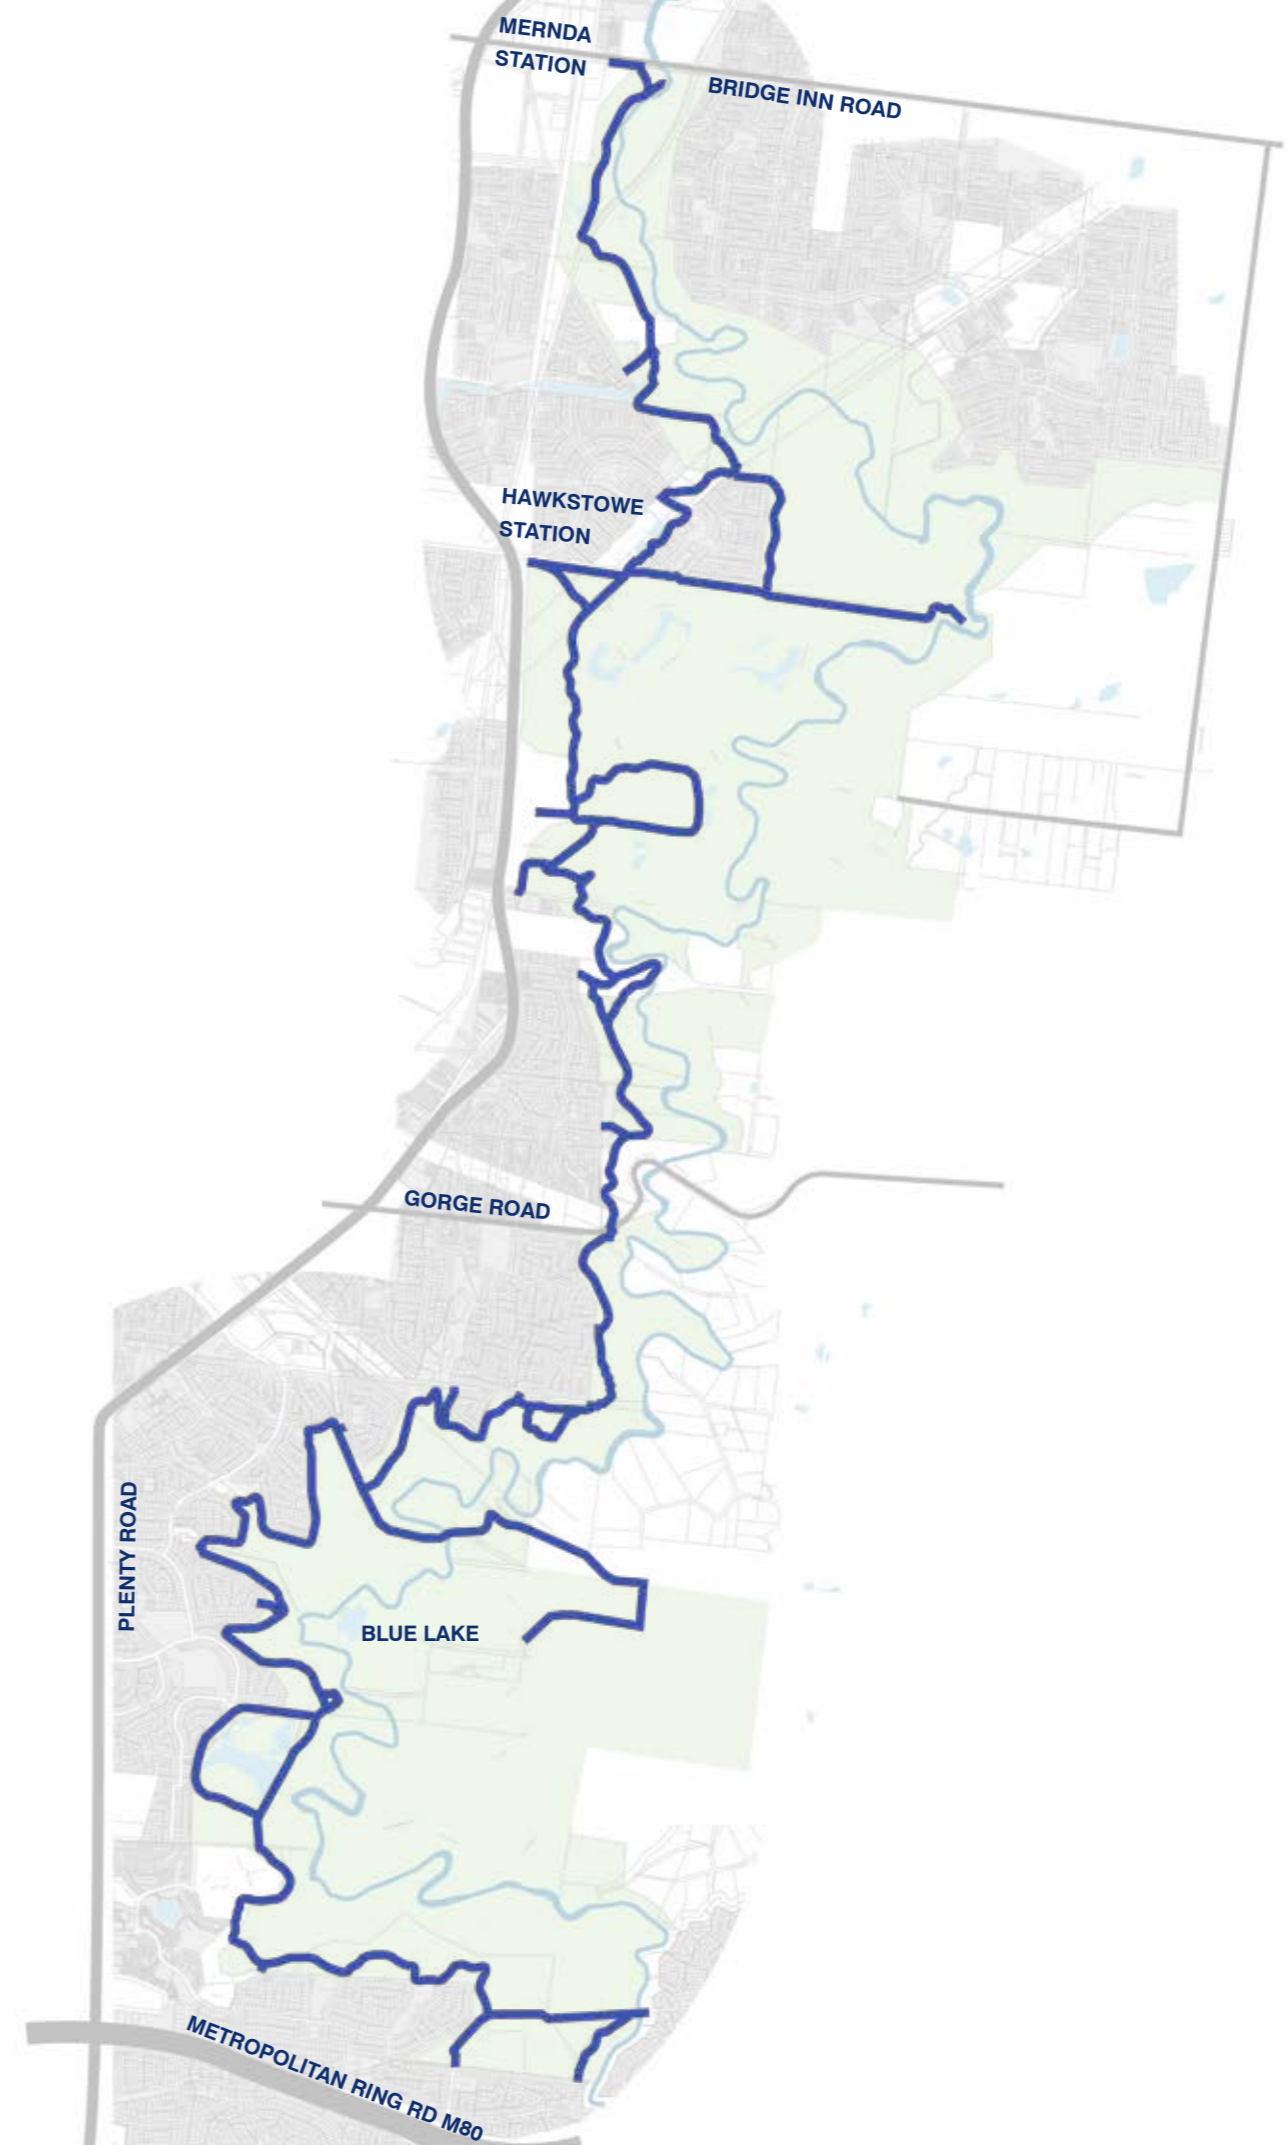 MERNDA
STATION
BRIDGE INN ROAD
HAWKSTOWE
STATION
GORGE ROAD
PLENTY ROAD
BLUE LAKE
METROPOLITAN RING RD M80